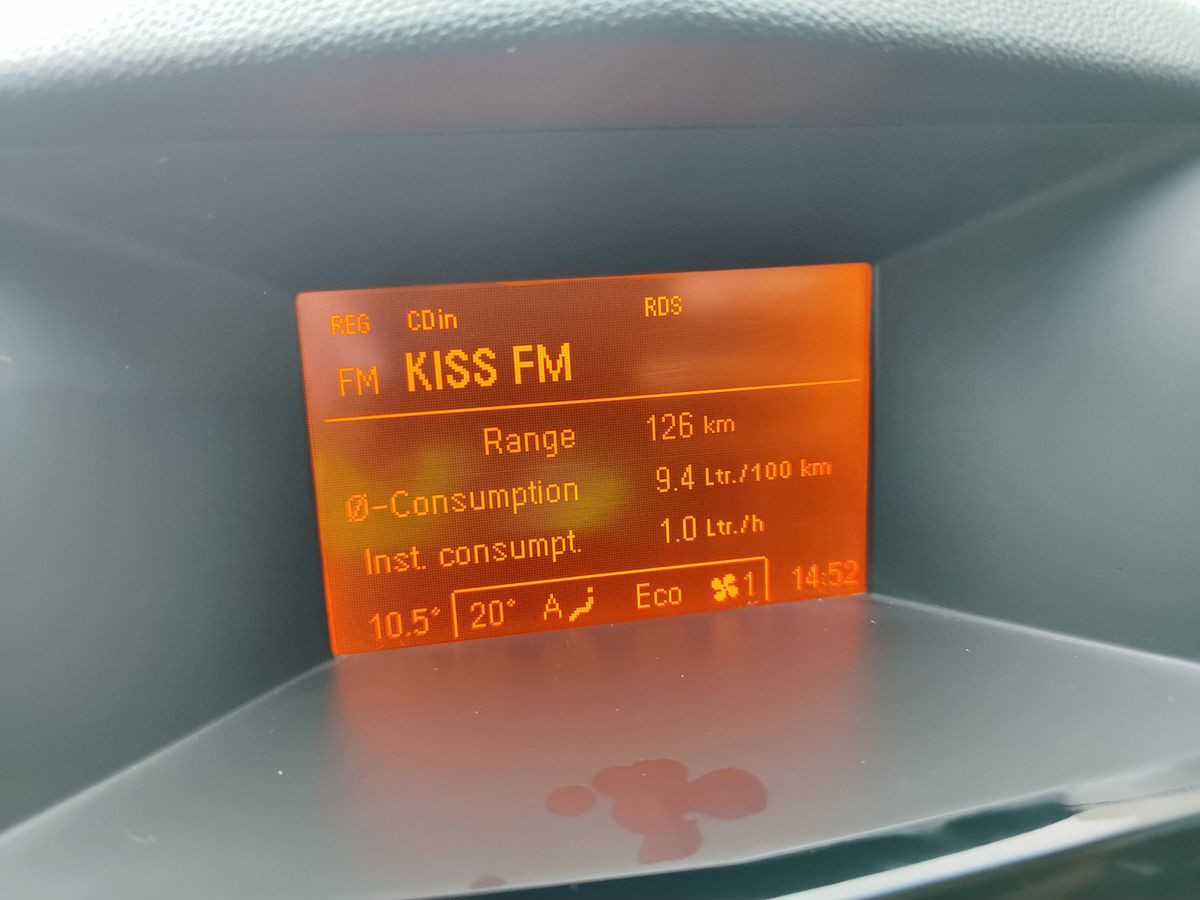 REG CDin RDS
FM KISS FM
Range 126 km
Ø-Consumption 9.4 Ltr./100 km
Inst. consumpt. 1.0 Ltr./h
10.5° 20° A Eco 1 14:52